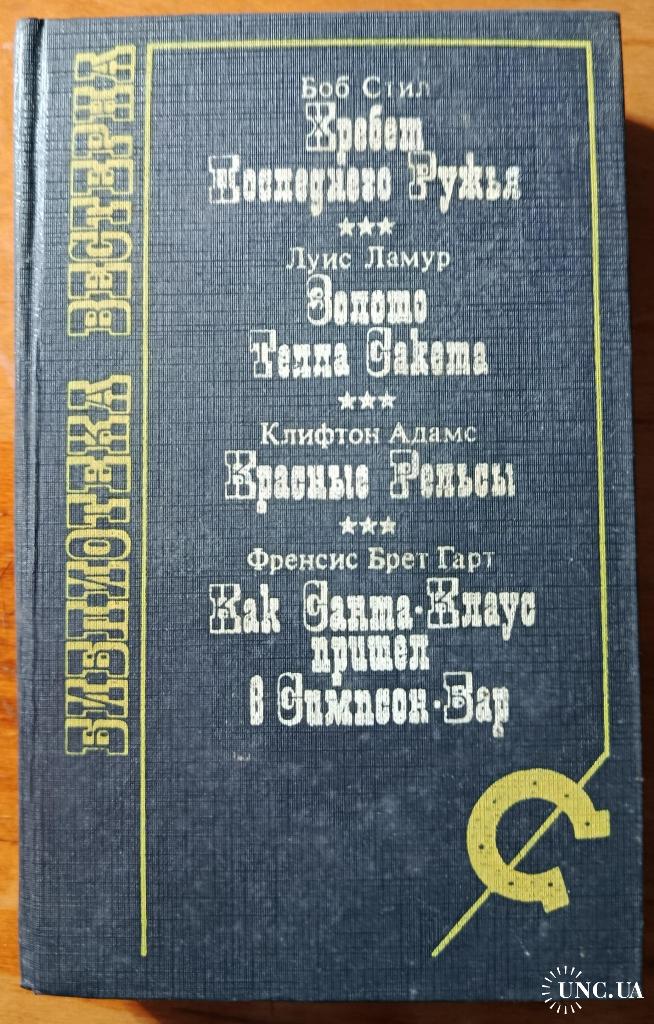 БИБЛИОТЕКА ВЕСТЕРНА
Боб Стил
Хребет
Последнего Ружья
Луис Ламур
Золото
Телла Сакета
Клифтон Адамс
Красные Рельсы
Френсис Брет Гарт
Как Санта-Клаус
пришел
в Симпсон-Бар
UNC.UA